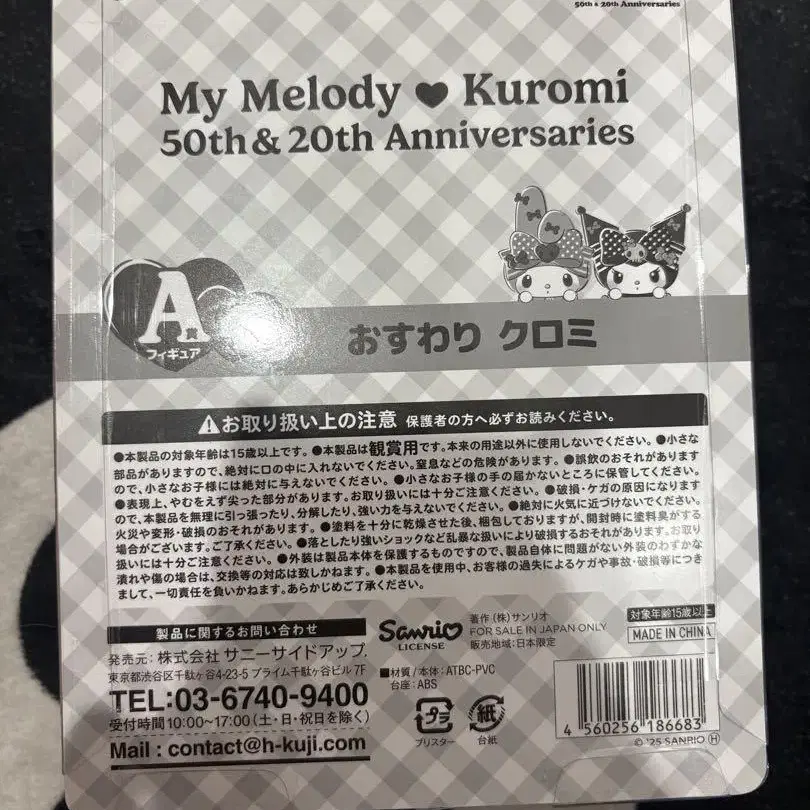 50th & 20th Anniversaries
My Melody ♥ Kuromi
50th & 20th Anniversaries
A賞
フィギュア
おすわり クロミ
⚠お取り扱い上の注意 保護者の方へ必ずお読みください。
●本製品の対象年齢は15歳以上です。●本製品は観賞用です。本来の用途以外に使用しないでください。●小さな
部品がありますので、絶対に口の中に入れないでください。窒息などの危険があります。●誤飲のおそれがあります
ので、小さなお子様には絶対に与えないでください。●小さなお子様の手の届かないところに保管してください。
●表現上、やむをえず尖った部分があります。お取り扱いには十分ご注意ください。●破損・ケガの原因になります
ので、本製品を無理に引っ張ったり、分解したり、強い力を与えないでください。●絶対に火気に近づけないでください。
火災や変形・破損のおそれがあります。●塗料を十分に乾燥させた後、梱包しておりますが、開封時に塗料臭がする
場合がございます。ご了承ください。●落としたり強いショックなど乱暴な扱いにより破損するおそれがあります。お取り
扱いには十分ご注意ください。●外装は製品本体を保護するものですので、製品自体に問題がない外装のわずかな
潰れや傷の場合は、交換等の対応は致しかねます。●本製品を使用中、お客様の過失によるケガや事故・破損等につき
まして、一切責任を負いかねます。あらかじめご了承ください。
製品に関するお問い合わせ
発売元:株式会社 サニーサイドアップ
東京都渋谷区千駄ヶ谷4-23-5 プライム千駄ヶ谷ビル 7F
TEL:03-6740-9400
受付時間10:00~17:00(土・日・祝日を除く)
Mail : contact@h-kuji.com
Sanrio
LICENSE
著作 (株)サンリオ
FOR SALE IN JAPAN ONLY
販売地域:日本限定
■材質/本体:ATBC-PVC
台座:ABS
プラ
ブリスター
紙
台紙
対象年齢15歳以上
MADE IN CHINA
4 560256 186683
© '25 SANRIO Ⓗ